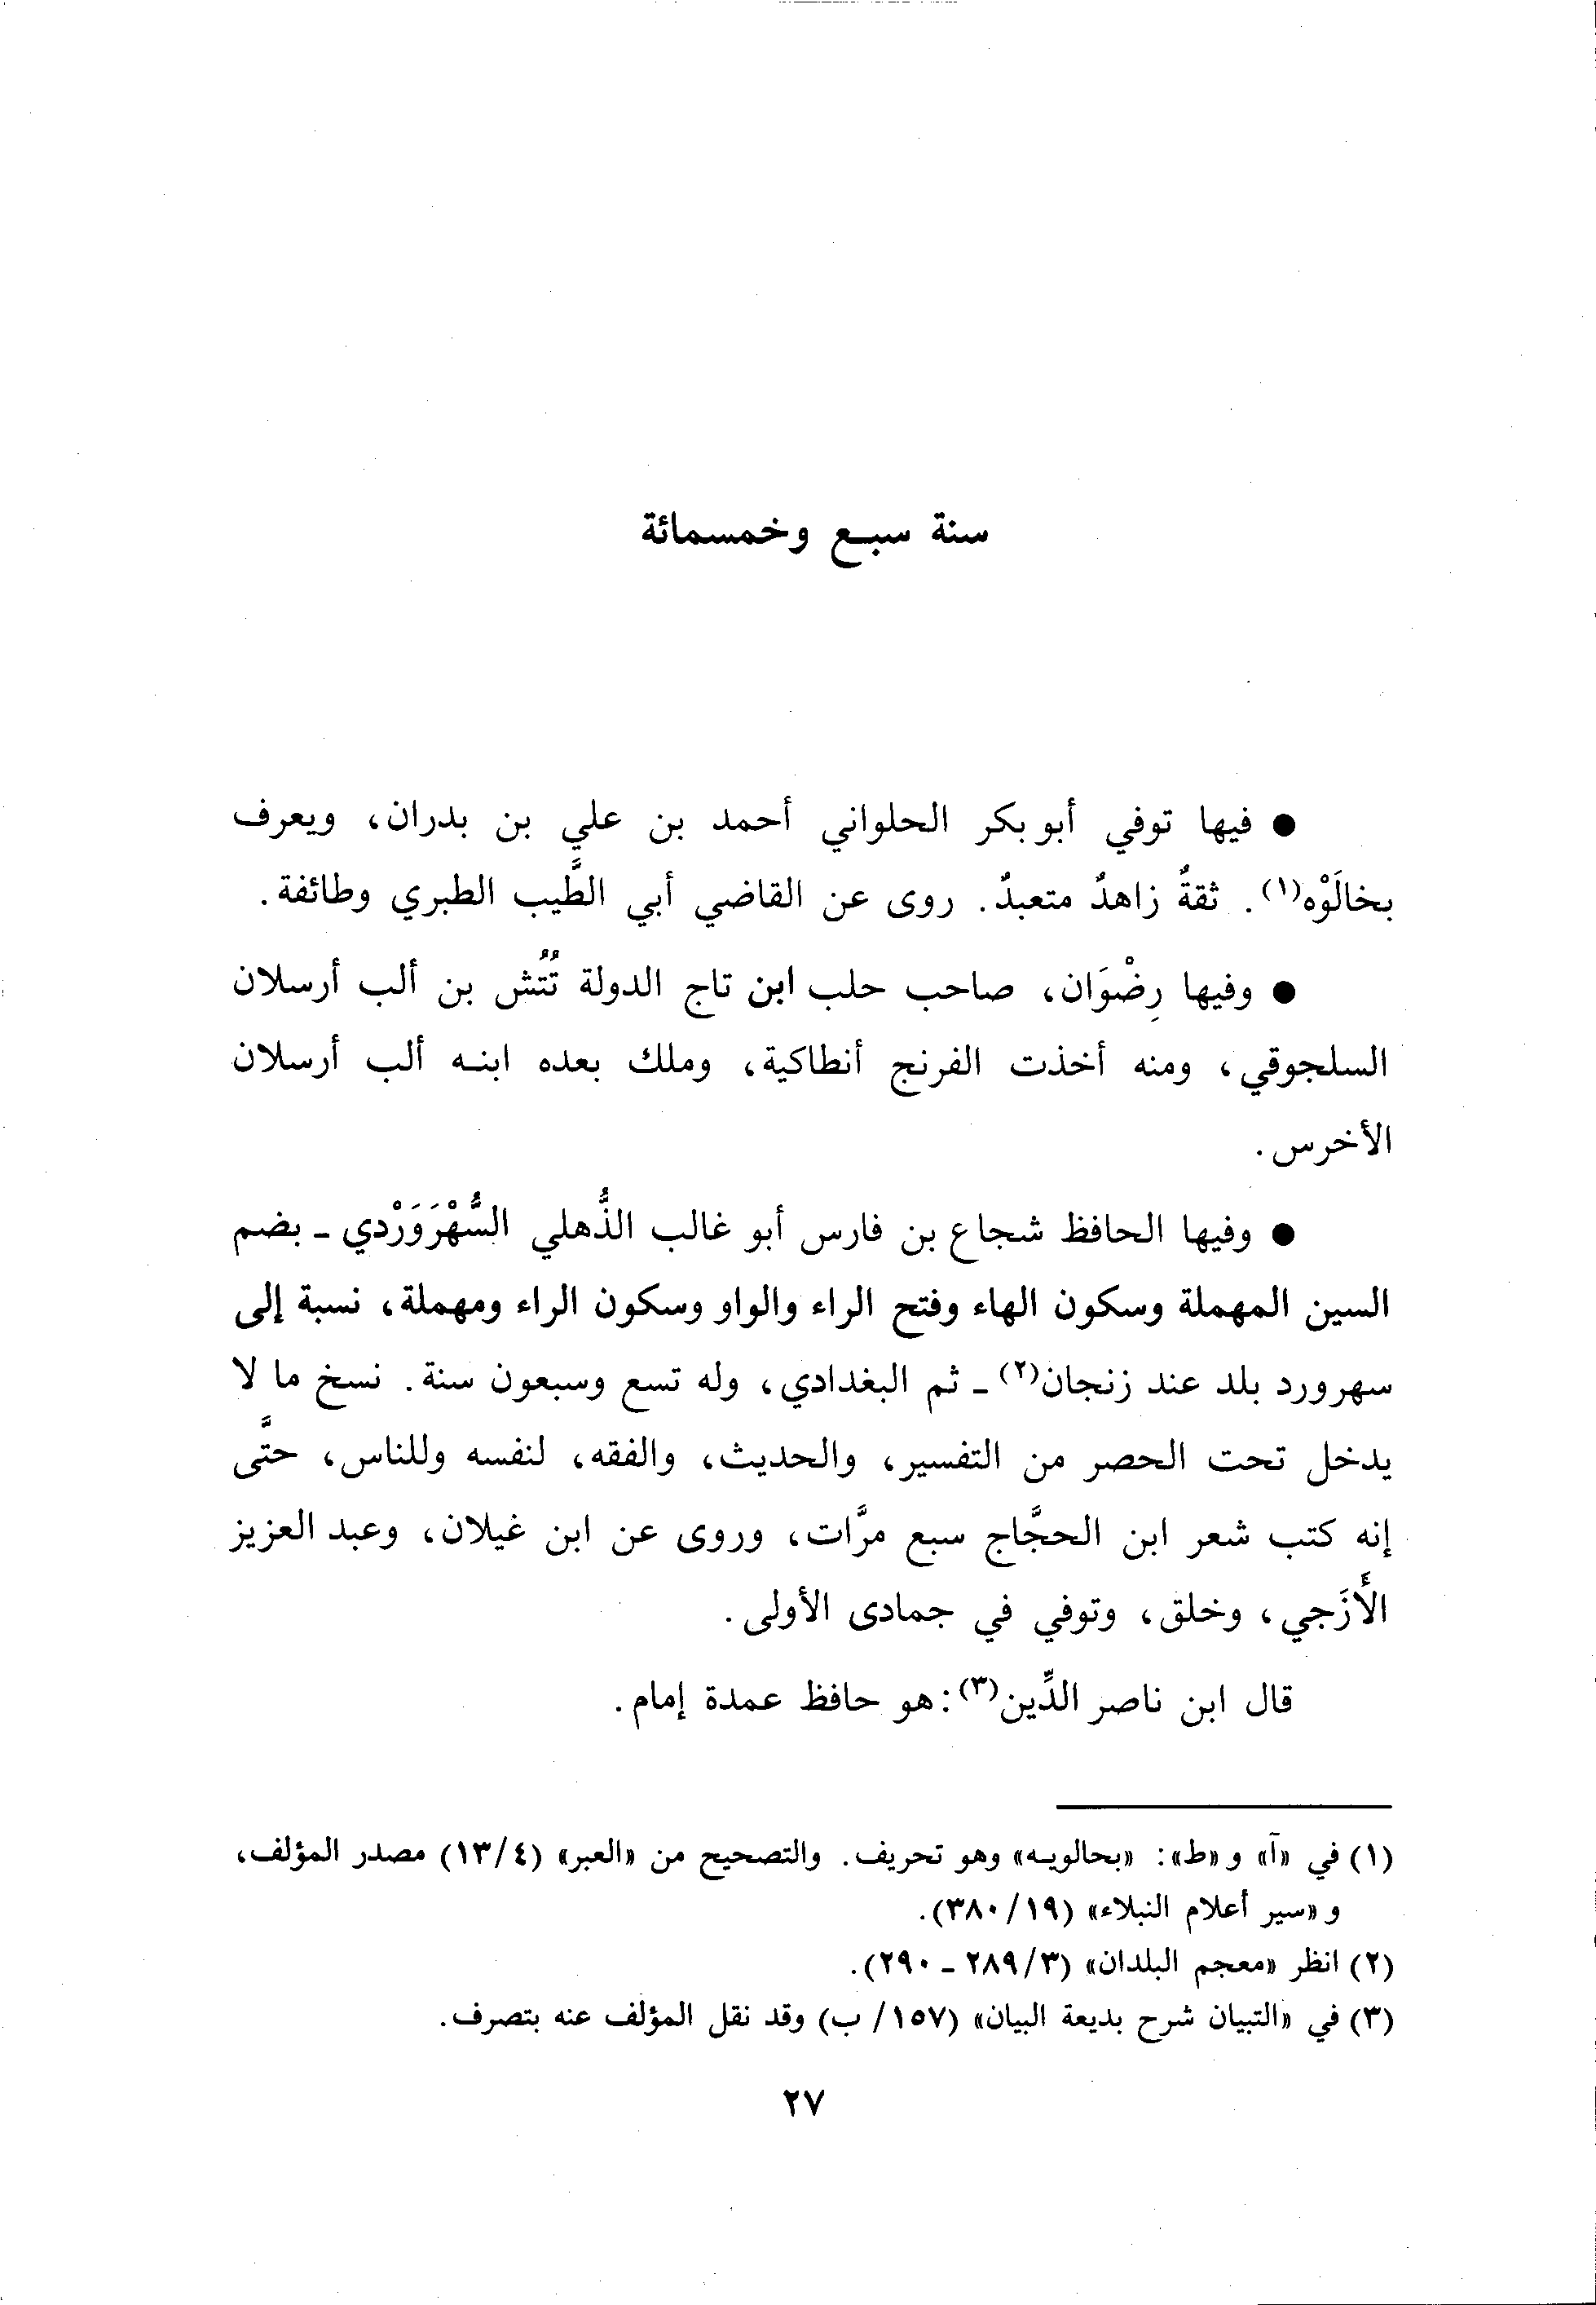 سنة سبع وخمسمائة
● فيها توفي أبو بكر الحلواني أحمد بن علي بن بدران، ويعرف
بخالَوْه(١). ثقةٌ زاهدٌ متعبدٌ. روى عن القاضي أبي الطَّيب الطبري وطائفة.
● وفيها رِضْوَان، صاحب حلب ابن تاج الدولة تُتُش بن ألب أرسلان
السلجوقي، ومنه أخذت الفرنج أنطاكية، وملك بعده ابنه ألب أرسلان
الأخرس.
● وفيها الحافظ شجاع بن فارس أبو غالب الذُّهلي السُّهْرَوَرْدي ـ بضم
السين المهملة وسكون الهاء وفتح الراء والواو وسكون الراء ومهملة، نسبة إلى
سهرورد بلد عند زنجان(٢) ـ ثم البغدادي، وله تسع وسبعون سنة. نسخ ما لا
يدخل تحت الحصر من التفسير، والحديث، والفقه، لنفسه وللناس، حتَّى
إنه كتب شعر ابن الحجَّاج سبع مرَّات، وروى عن ابن غيلان، وعبد العزيز
الأَزَجي، وخلق، وتوفي في جمادى الأولى.
قال ابن ناصر الدِّين(٣): هو حافظ عمدة إمام.
(١) في «آ» و «ط»: «بحالويه» وهو تحريف. والتصحيح من «العبر» (٤/١٣) مصدر المؤلف،
و «سير أعلام النبلاء» (١٩/٣٨٠).
(٢) انظر «معجم البلدان» (٣/٢٨٩ ـ ٢٩٠).
(٣) في «التبيان شرح بديعة البيان» (١٥٧/ ب) وقد نقل المؤلف عنه بتصرف.
٢٧